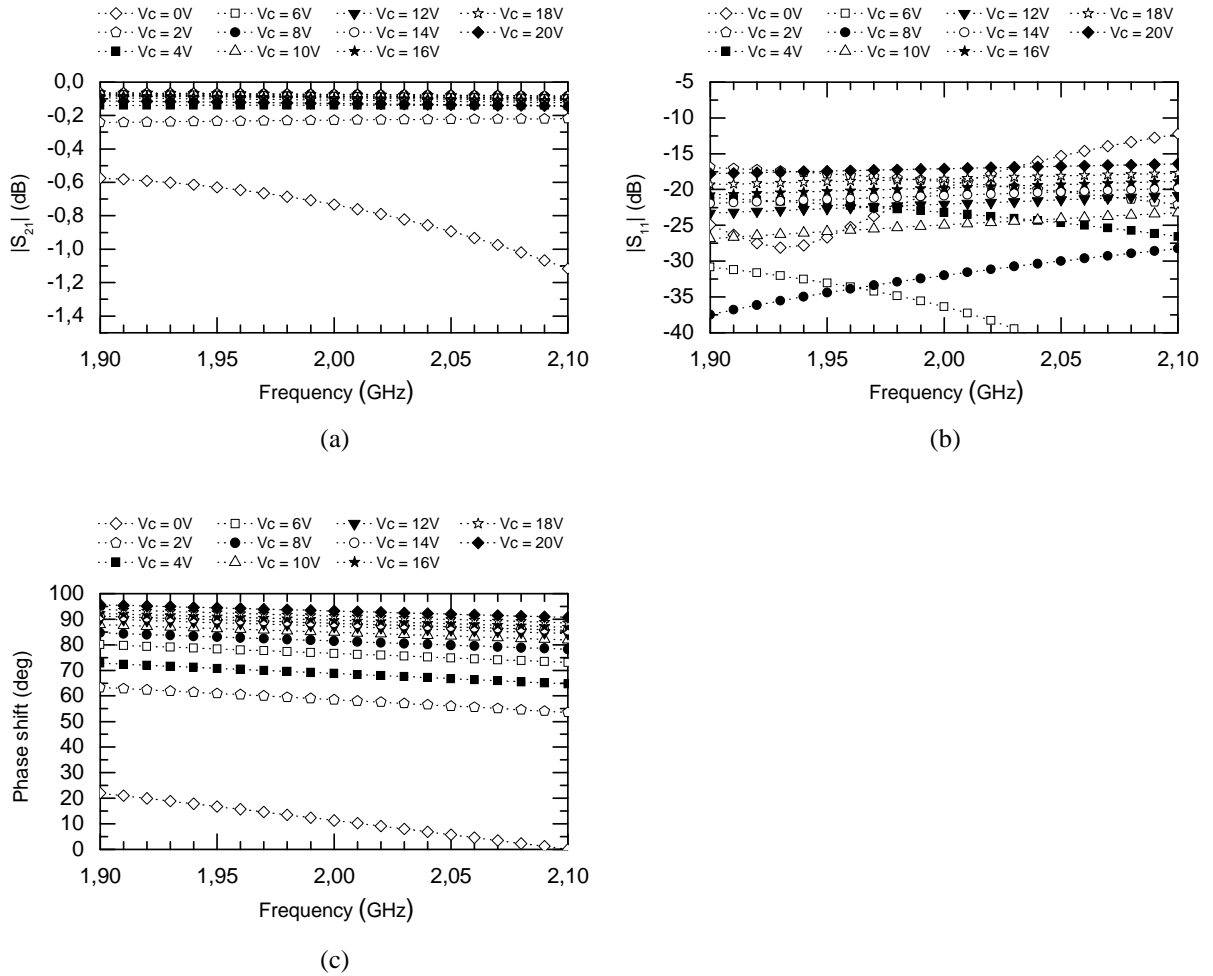 Vc = 0V Vc = 6V Vc = 12V Vc = 18V
Vc = 2V Vc = 8V Vc = 14V Vc = 20V
Vc = 4V Vc = 10V Vc = 16V
0,0
-0,2
-0,4
-0,6
-0,8
-1,0
-1,2
-1,4
|S21| (dB)
1,90 1,95 2,00 2,05 2,10
Frequency (GHz)
(a)
Vc = 0V Vc = 6V Vc = 12V Vc = 18V
Vc = 2V Vc = 8V Vc = 14V Vc = 20V
Vc = 4V Vc = 10V Vc = 16V
-5
-10
-15
-20
-25
-30
-35
-40
|S11| (dB)
1,90 1,95 2,00 2,05 2,10
Frequency (GHz)
(b)
Vc = 0V Vc = 6V Vc = 12V Vc = 18V
Vc = 2V Vc = 8V Vc = 14V Vc = 20V
Vc = 4V Vc = 10V Vc = 16V
100
90
80
70
60
50
40
30
20
10
0
Phase shift (deg)
1,90 1,95 2,00 2,05 2,10
Frequency (GHz)
(c)